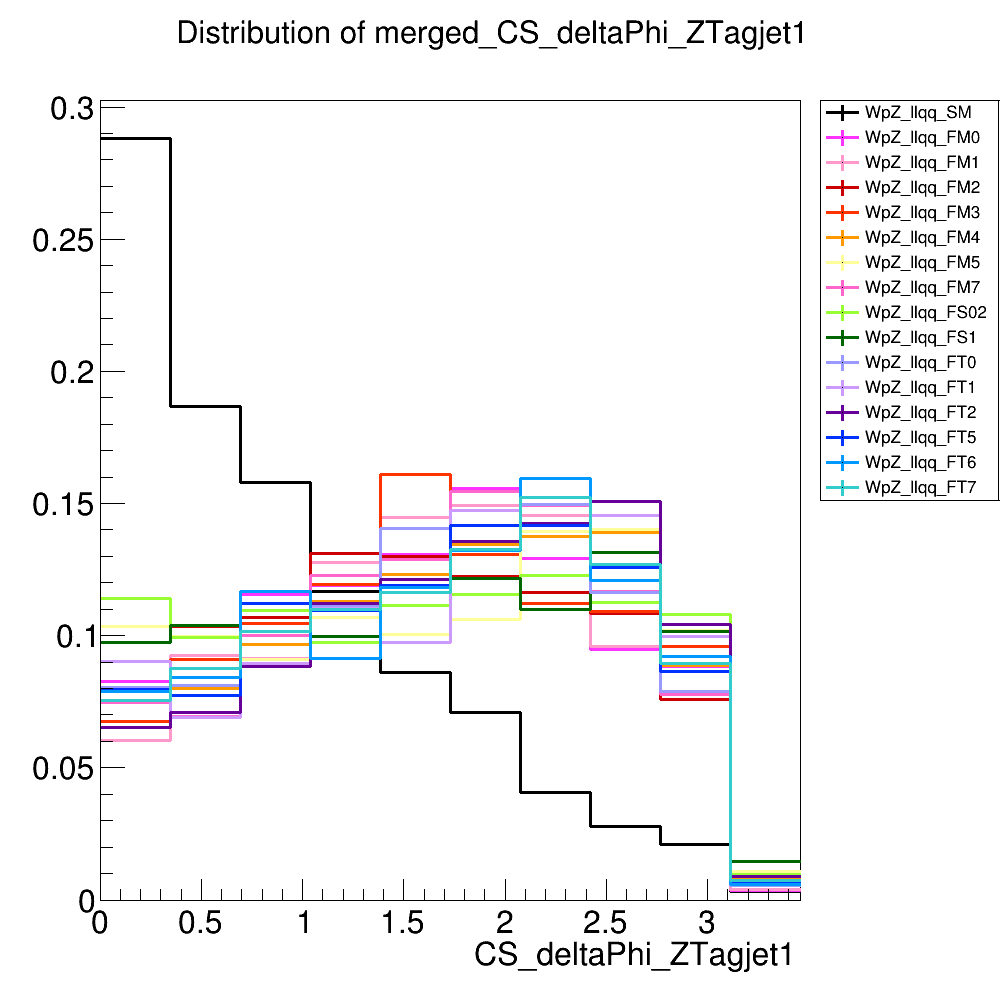 Distribution of merged_CS_deltaPhi_ZTagjet1
0.3
0.25
0.2
0.15
0.1
0.05
0
0 0.5 1 1.5 2 2.5 3
CS_deltaPhi_ZTagjet1
WpZ_llqq_SM
WpZ_llqq_FM0
WpZ_llqq_FM1
WpZ_llqq_FM2
WpZ_llqq_FM3
WpZ_llqq_FM4
WpZ_llqq_FM5
WpZ_llqq_FM7
WpZ_llqq_FS02
WpZ_llqq_FS1
WpZ_llqq_FT0
WpZ_llqq_FT1
WpZ_llqq_FT2
WpZ_llqq_FT5
WpZ_llqq_FT6
WpZ_llqq_FT7